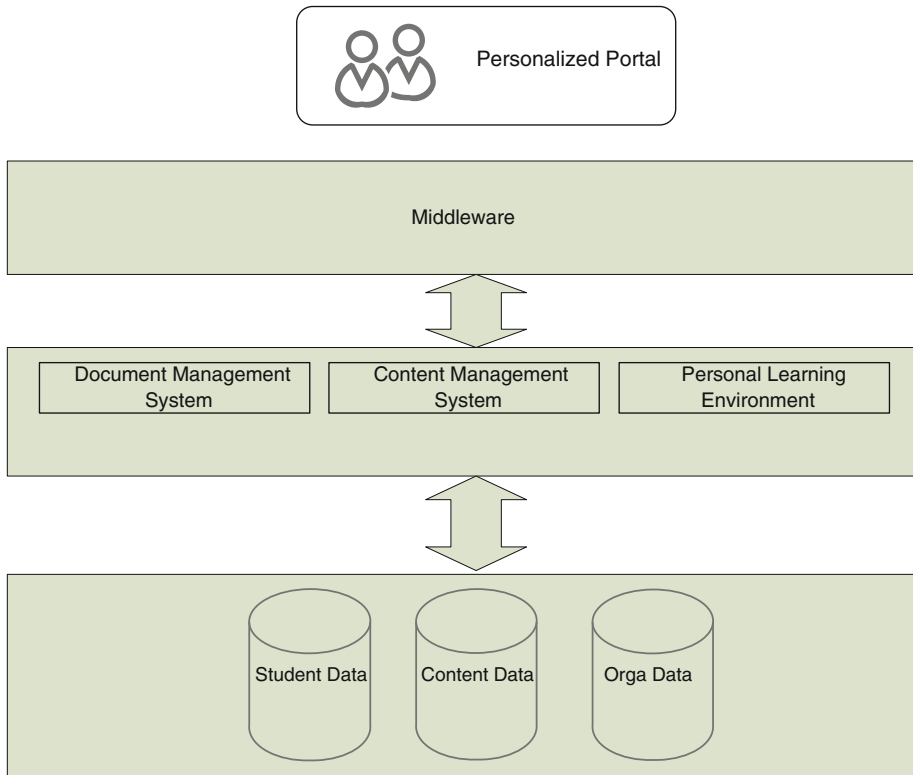 Personalized Portal
Middleware
Document Management
System
Content Management
System
Personal Learning
Environment
Student Data
Content Data
Orga Data